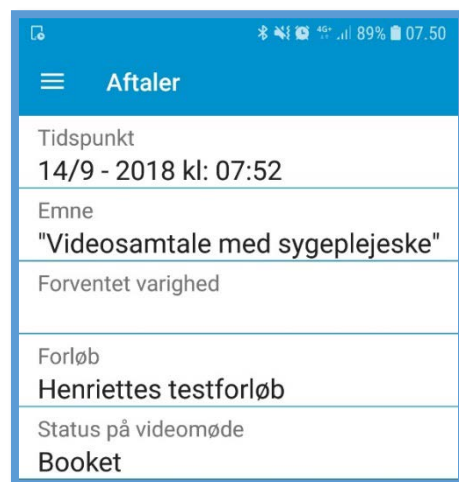 4G+ 89% 07.50
Aftaler
Tidspunkt
14/9 - 2018 kl: 07:52
Emne
"Videosamtale med sygeplejeske"
Forventet varighed
Forløb
Henriettes testforløb
Status på videomøde
Booket